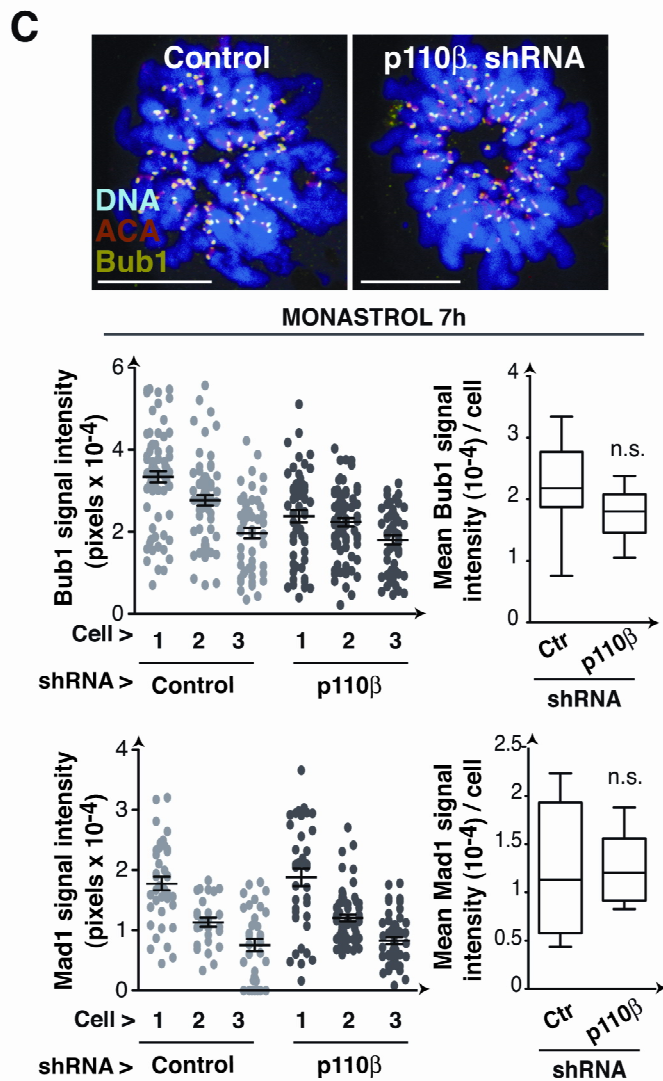 C
Control
p110β shRNA
DNA
ACA
Bub1
MONASTROL 7h
Bub1 signal intensity
(pixels x 10-4)
6
4
2
0
Cell > 1 2 3 1 2 3
shRNA > Control p110β
Mean Bub1 signal
intensity (10-4) / cell
4
3
2
1
0
n.s.
Ctr p110β
shRNA
Mad1 signal intensity
(pixels x 10-4)
4
2
1
0
Cell > 1 2 3 1 2 3
shRNA > Control p110β
Mean Mad1 signal
intensity (10-4) / cell
2.5
2
1.5
1
0.5
0
n.s.
Ctr p110β
shRNA